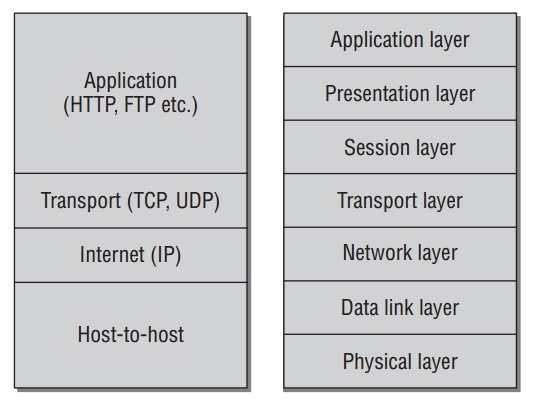 Application
(HTTP, FTP etc.)
Transport (TCP, UDP)
Internet (IP)
Host-to-host
Application layer
Presentation layer
Session layer
Transport layer
Network layer
Data link layer
Physical layer